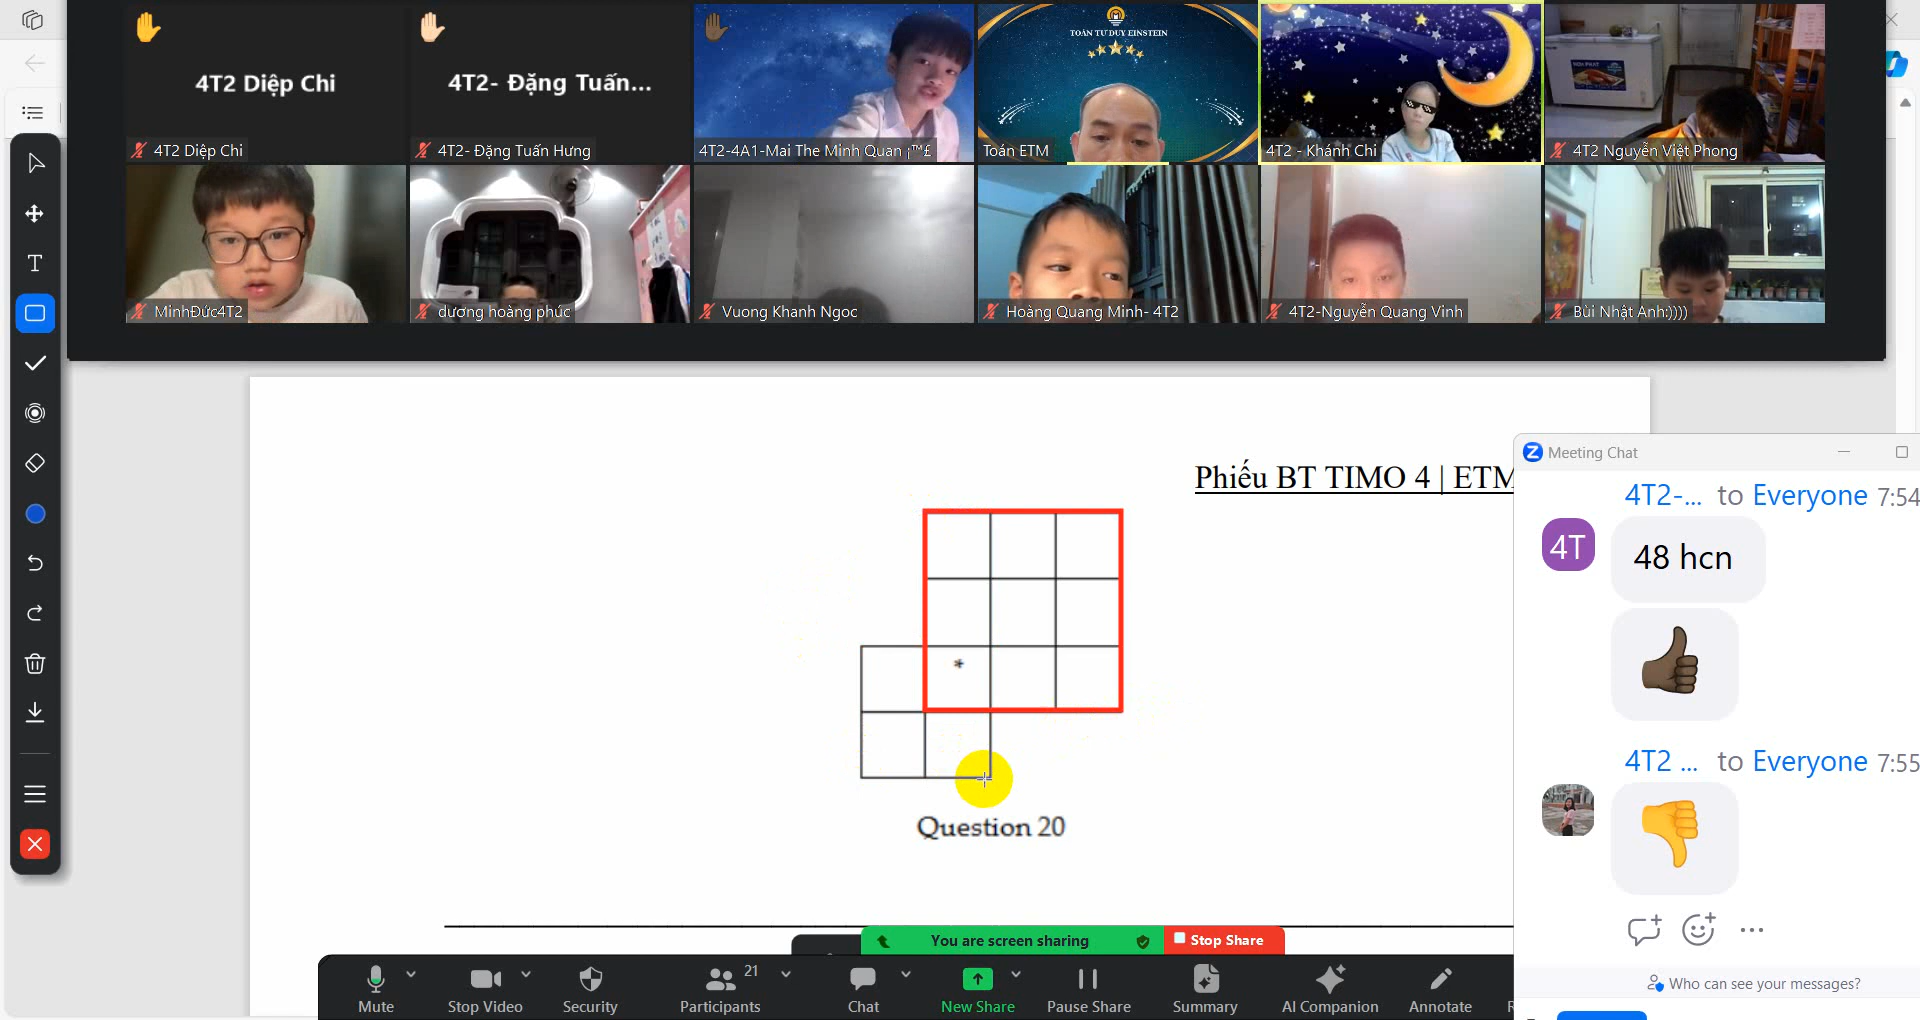 4T2 Diệp Chi
4T2- Đặng Tuấn...
TOÁN TƯ DUY EINSTEIN
4T2 Diệp Chi
4T2- Đặng Tuấn Hưng
4T2-4A1-Mai The Minh Quan ¡™£
Toán ETM
4T2 - Khánh Chi
4T2 Nguyễn Việt Phong
MinhĐức4T2
dương hoàng phúc
Vuong Khanh Ngoc
Hoàng Quang Minh- 4T2
4T2-Nguyễn Quang Vinh
Bùi Nhật Anh:))))
Phiếu BT TIMO 4 | ETM
*
Question 20
Meeting Chat
4T2-... to Everyone 7:54
4T
48 hcn
4T2 ... to Everyone 7:55
Who can see your messages?
You are screen sharing
Stop Share
21
Mute
Stop Video
Security
Participants
Chat
New Share
Pause Share
Summary
AI Companion
Annotate